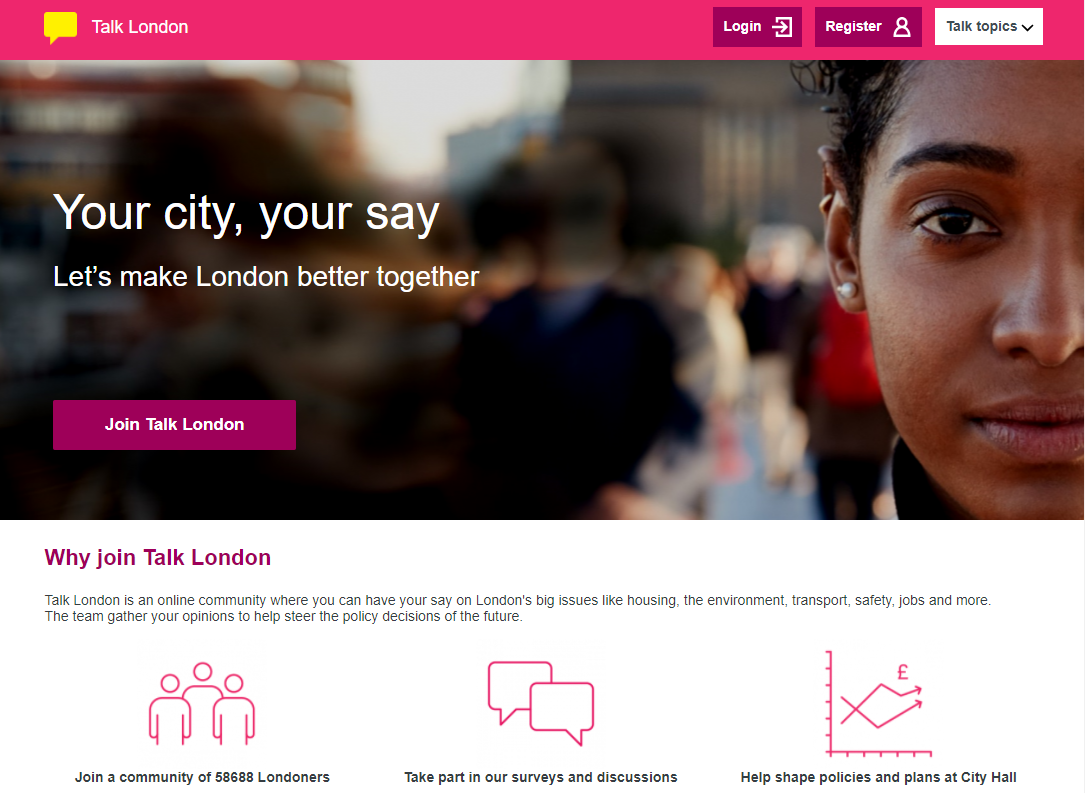 Talk London
Login
Register
Talk topics
Your city, your say
Let’s make London better together
Join Talk London
Why join Talk London
Talk London is an online community where you can have your say on London's big issues like housing, the environment, transport, safety, jobs and more.
The team gather your opinions to help steer the policy decisions of the future.
£
Join a community of 58688 Londoners
Take part in our surveys and discussions
Help shape policies and plans at City Hall